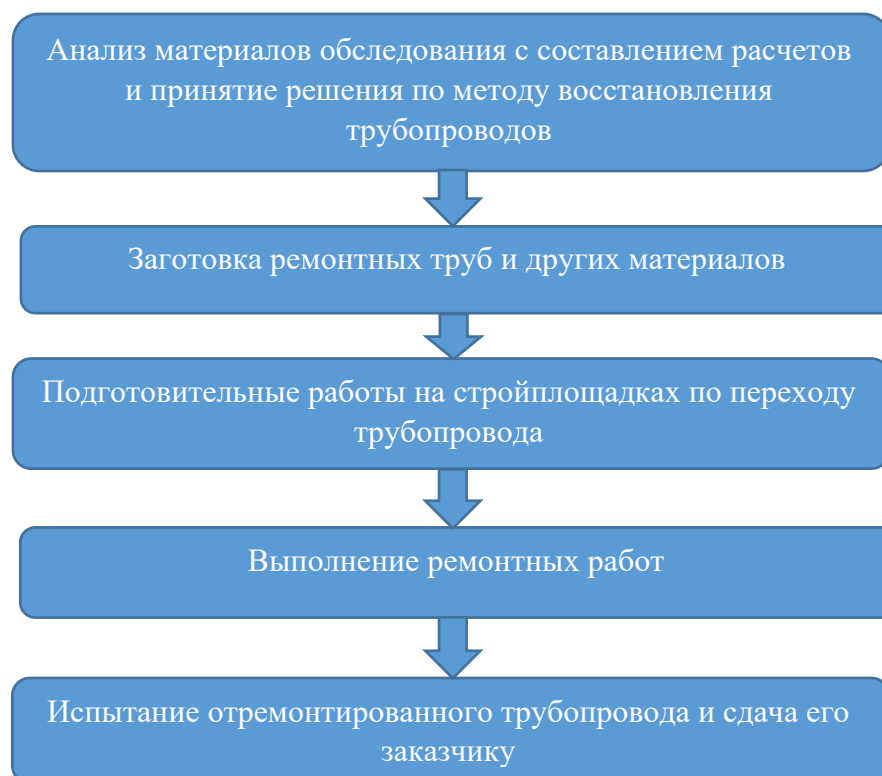 Анализ материалов обследования с составлением расчетов
и принятие решения по методу восстановления
трубопроводов
Заготовка ремонтных труб и других материалов
Подготовительные работы на стройплощадках по переходу
трубопровода
Выполнение ремонтных работ
Испытание отремонтированного трубопровода и сдача его
заказчику